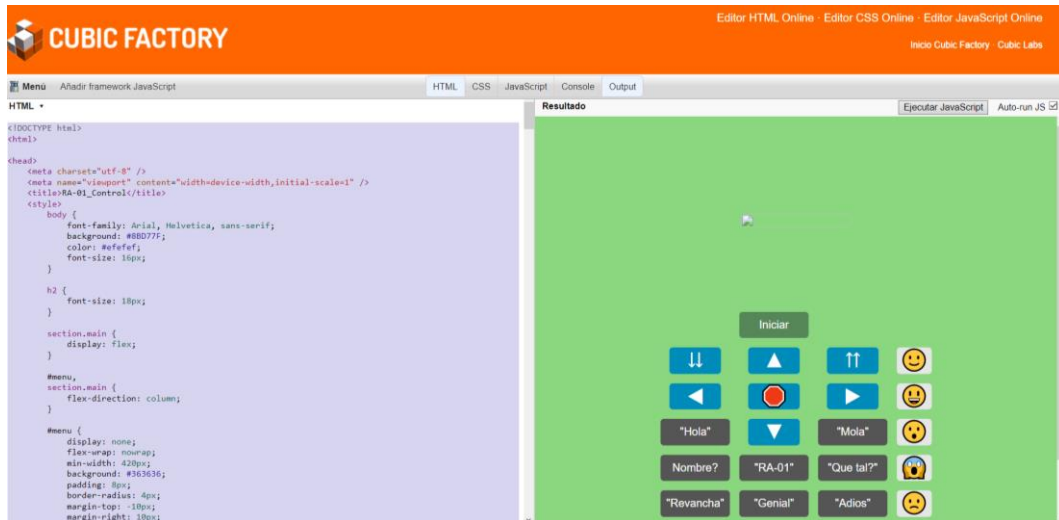 CUBIC FACTORY
Editor HTML Online · Editor CSS Online · Editor JavaScript Online
Inicio Cubic Factory Cubic Labs
Menú Añadir framework JavaScript HTML CSS JavaScript Console Output
HTML
Resultado Ejecutar JavaScript Auto-run JS
<!DOCTYPE html>
<html>
<head>
<meta charset="utf-8" />
<meta name="viewport" content="width=device-width,initial-scale=1" />
<title>RA-01_Control</title>
<style>
body {
font-family: Arial, Helvetica, sans-serif;
background: #8BD77F;
color: #efefef;
font-size: 16px;
}
h2 {
font-size: 18px;
}
section.main {
display: flex;
}
#menu,
section.main {
flex-direction: column;
}
#menu {
display: none;
flex-wrap: nowrap;
min-width: 420px;
background: #363636;
padding: 8px;
border-radius: 4px;
margin-top: -10px;
margin-right: 10px;
Iniciar
"Hola" "Mola"
Nombre? "RA-01" "Que tal?"
"Revancha" "Genial" "Adios"